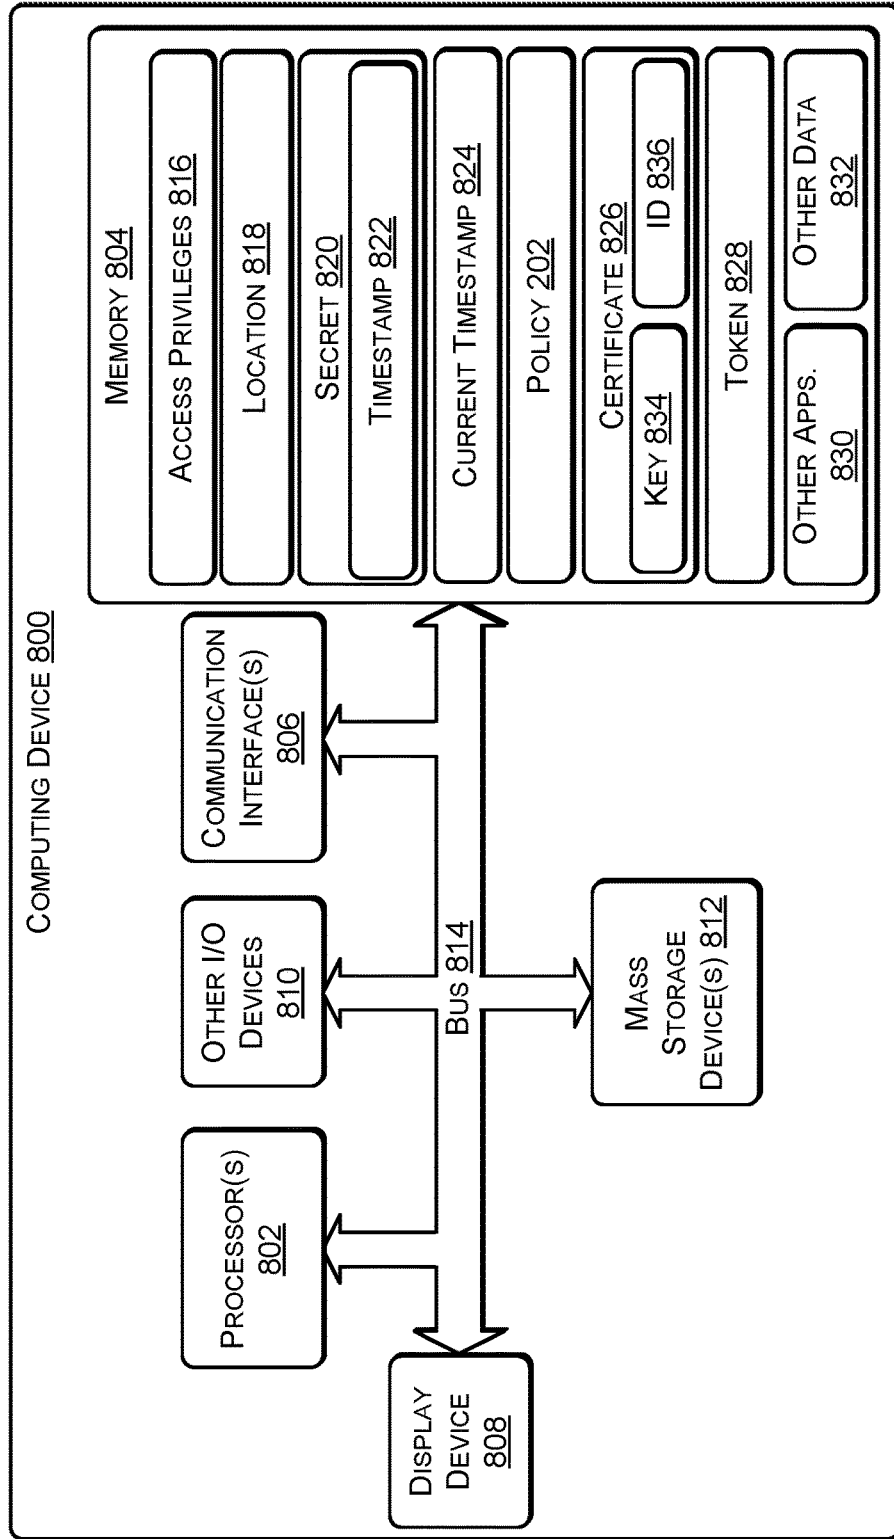 COMPUTING DEVICE 800
PROCESSOR(S)
802
OTHER I/O
DEVICES
810
COMMUNICATION
INTERFACE(S)
806
DISPLAY
DEVICE
808
BUS 814
MASS
STORAGE
DEVICE(S) 812
MEMORY 804
ACCESS PRIVILEGES 816
LOCATION 818
SECRET 820
TIMESTAMP 822
CURRENT TIMESTAMP 824
POLICY 202
CERTIFICATE 826
KEY 834
ID 836
TOKEN 828
OTHER APPS.
830
OTHER DATA
832